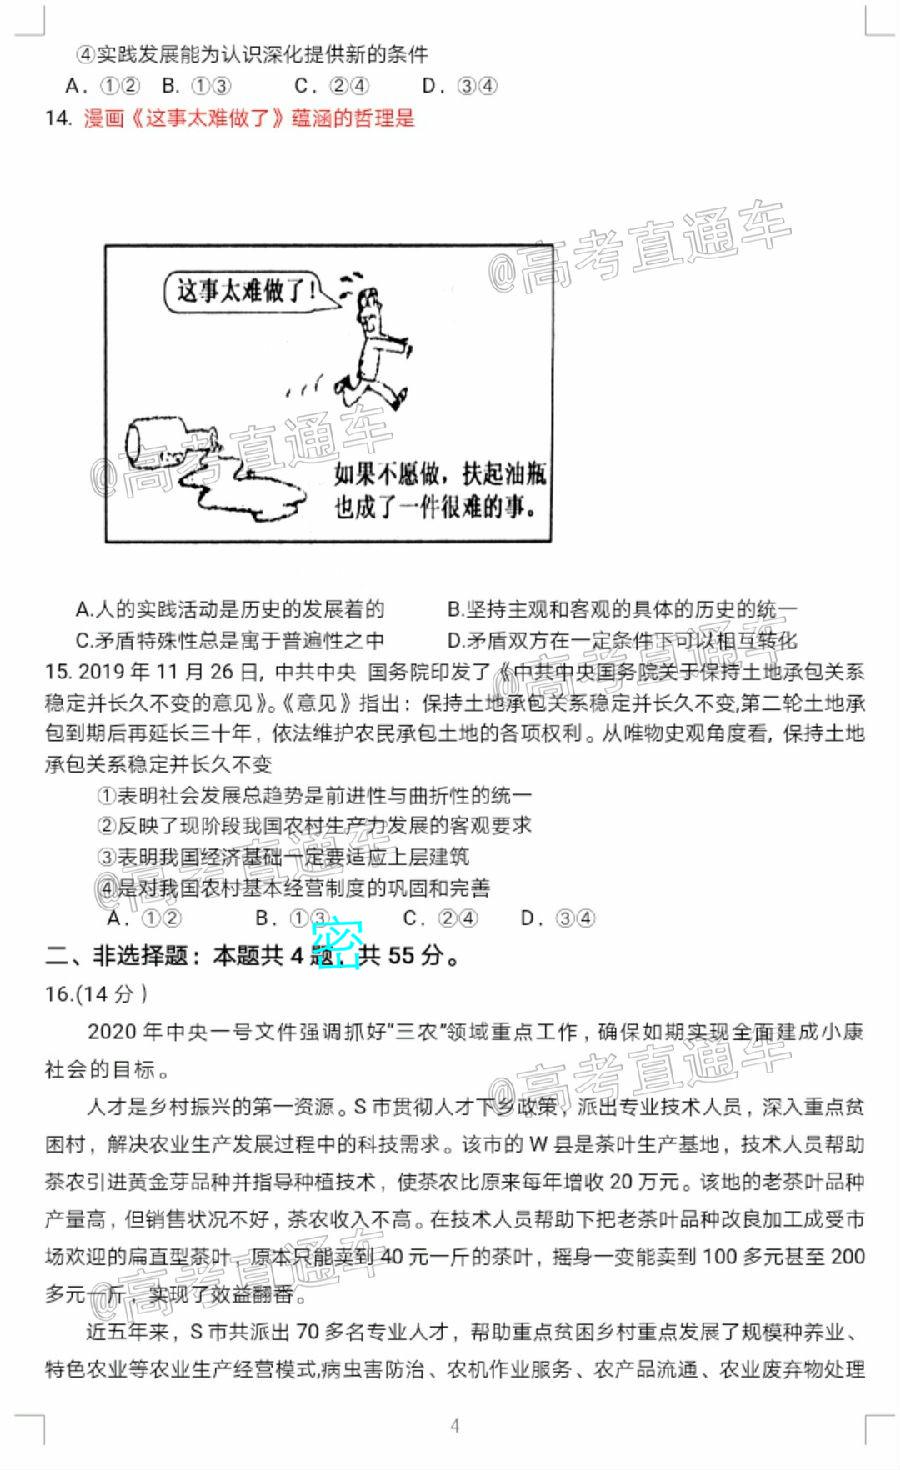 ④实践发展能为认识深化提供新的条件
A. ①② B. ①③ C. ②④ D. ③④
14. 漫画《这事太难做了》蕴涵的哲理是
@高考直通车
这事太难做了!
@高考直通车
如果不愿做，扶起油瓶
也成了一件很难的事。
A.人的实践活动是历史的发展着的 B.坚持主观和客观的具体的历史的统一
C.矛盾特殊性总是寓于普遍性之中 D.矛盾双方在一定条件下可以相互转化
@高考直通车
15. 2019 年 11 月 26 日, 中共中央 国务院印发了《中共中央国务院关于保持土地承包关系
稳定并长久不变的意见》。《意见》指出：保持土地承包关系稳定并长久不变,第二轮土地承
包到期后再延长三十年，依法维护农民承包土地的各项权利。从唯物史观角度看, 保持土地
承包关系稳定并长久不变
①表明社会发展总趋势是前进性与曲折性的统一
②反映了现阶段我国农村生产力发展的客观要求
③表明我国经济基础一定要适应上层建筑
@高考直通车
④是对我国农村基本经营制度的巩固和完善
A. ①② B. ①③ C. ②④ D. ③④
密
二、非选择题：本题共 4 题，共 55 分。
16.(14 分 )
2020 年中央一号文件强调抓好"三农"领域重点工作，确保如期实现全面建成小康
社会的目标。
@高考直通车
人才是乡村振兴的第一资源。S 市贯彻人才下乡政策，派出专业技术人员，深入重点贫
困村，解决农业生产发展过程中的科技需求。该市的 W 县是茶叶生产基地，技术人员帮助
茶农引进黄金芽品种并指导种植技术，使茶农比原来每年增收 20 万元。该地的老茶叶品种
产量高，但销售状况不好，茶农收入不高。在技术人员帮助下把老茶叶品种改良加工成受市
场欢迎的扁直型茶叶，原本只能卖到 40 元一斤的茶叶，摇身一变能卖到 100 多元甚至 200
多元一斤，实现了效益翻番。
@高考直通车
近五年来，S 市共派出 70 多名专业人才，帮助重点贫困乡村重点发展了规模种养业、
特色农业等农业生产经营模式,病虫害防治、农机作业服务、农产品流通、农业废弃物处理
4